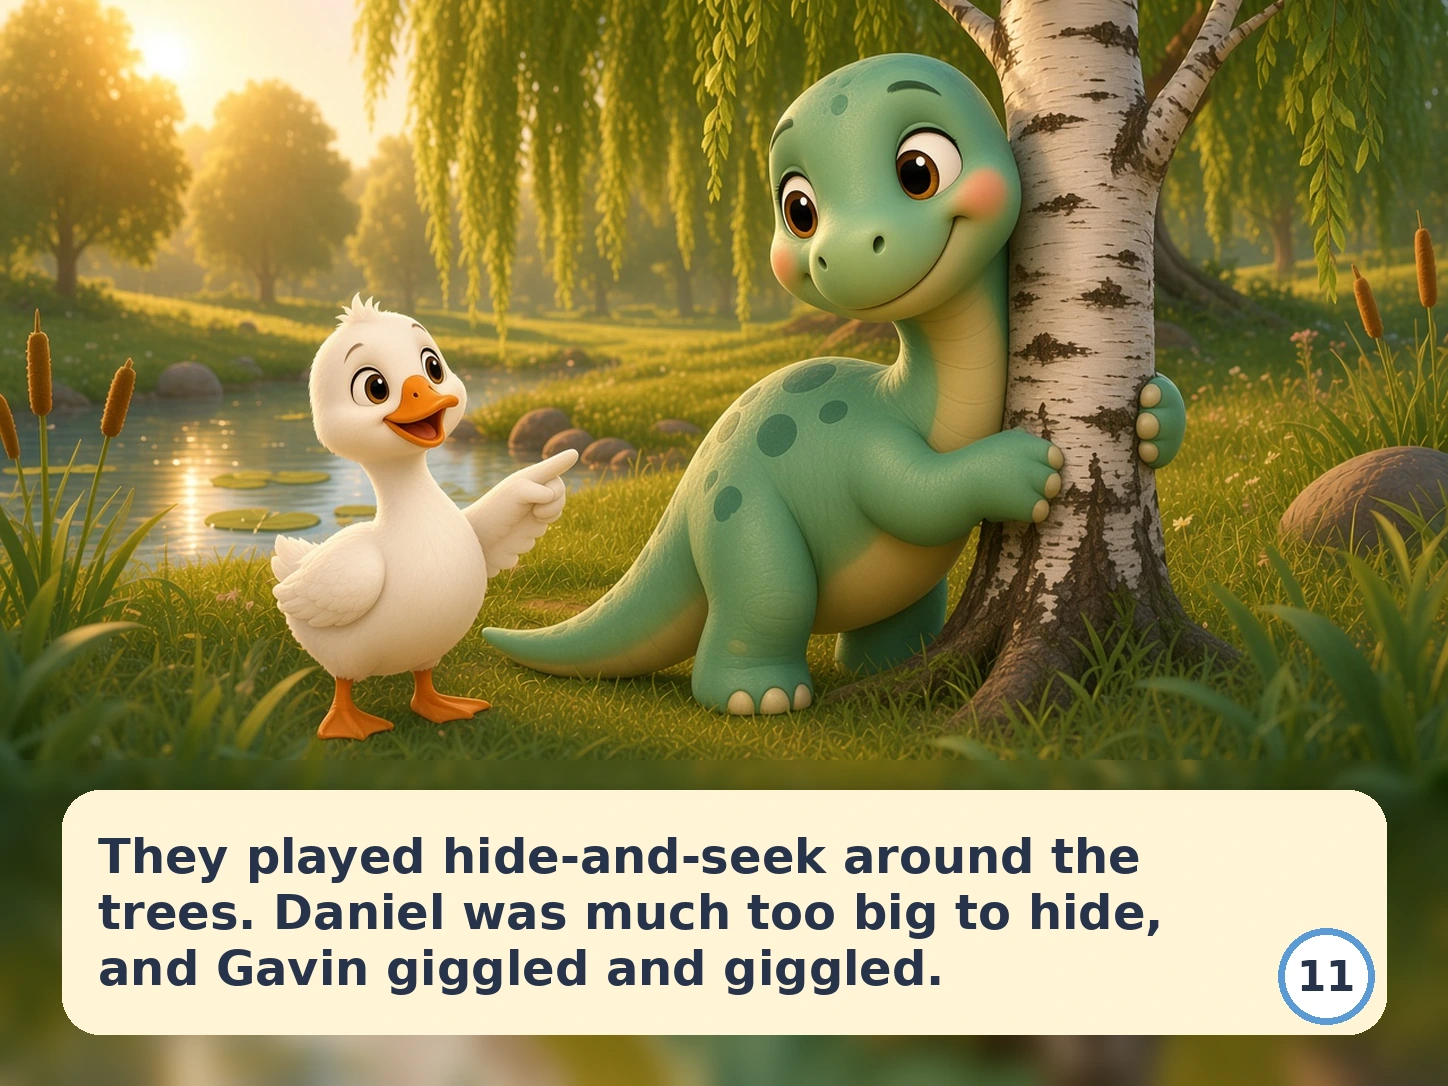 They played hide-and-seek around the
trees. Daniel was much too big to hide,
and Gavin giggled and giggled.
11